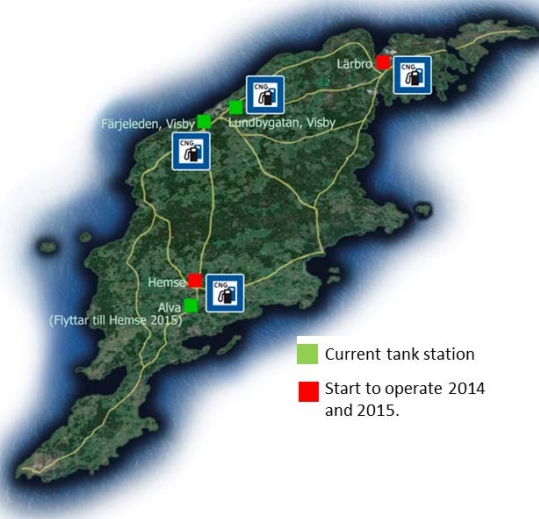 Lärbro
CNG
CNG
Färjeleden, Visby
Lundbygatan, Visby
CNG
Hemse
CNG
Alva
(Flyttar till Hemse 2015)
Current tank station
Start to operate 2014
and 2015.